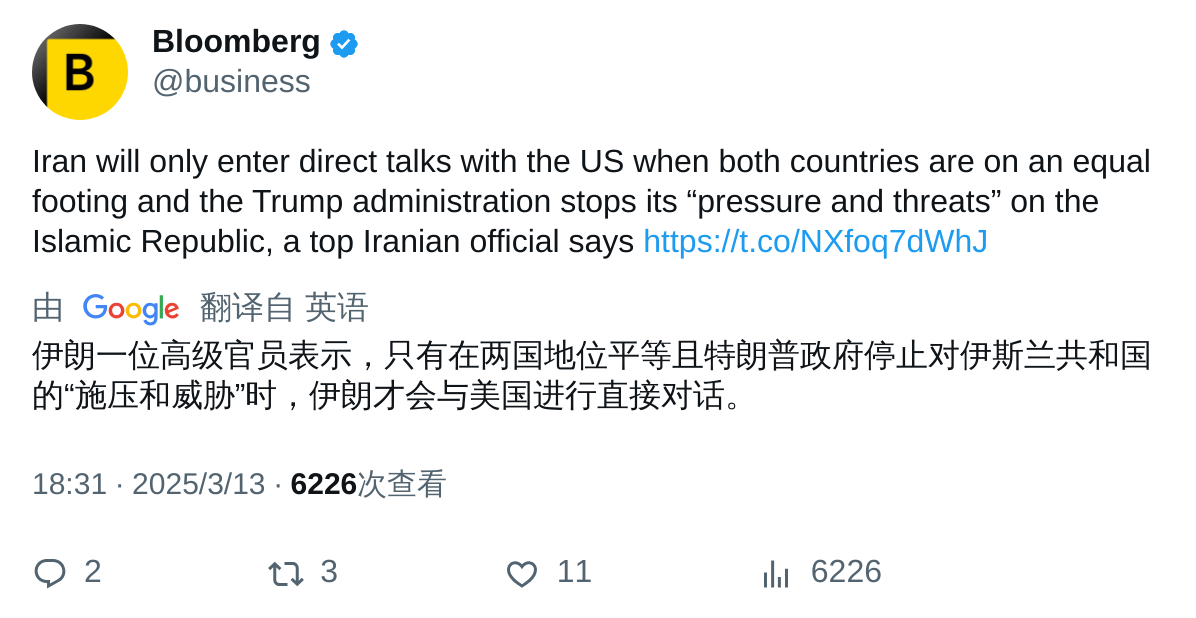 B
Bloomberg
@business
Iran will only enter direct talks with the US when both countries are on an equal
footing and the Trump administration stops its “pressure and threats” on the
Islamic Republic, a top Iranian official says https://t.co/NXfoq7dWhJ
由 Google 翻译自 英语
伊朗一位高级官员表示，只有在两国地位平等且特朗普政府停止对伊斯兰共和国
的“施压和威胁”时，伊朗才会与美国进行直接对话。
18:31 · 2025/3/13 · 6226次查看
2 3 11 6226